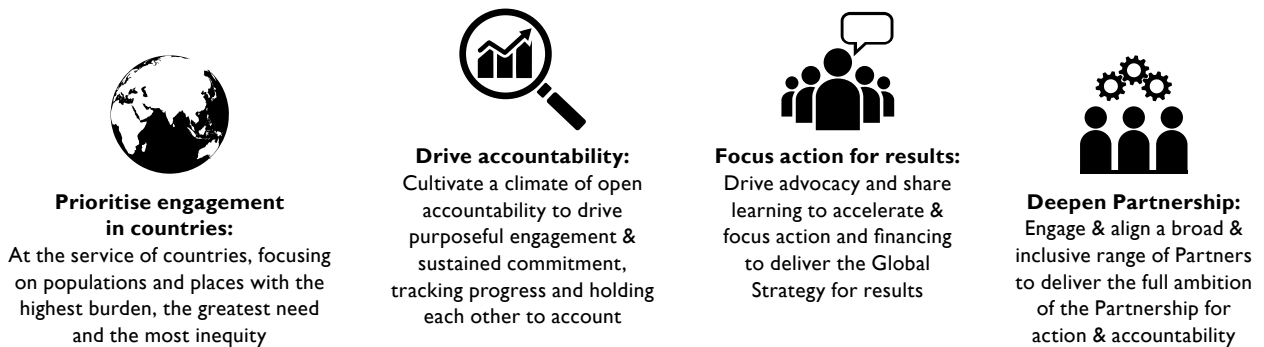 Prioritise engagement
in countries:
At the service of countries, focusing
on populations and places with the
highest burden, the greatest need
and the most inequity
Drive accountability:
Cultivate a climate of open
accountability to drive
purposeful engagement &
sustained commitment,
tracking progress and holding
each other to account
Focus action for results:
Drive advocacy and share
learning to accelerate &
focus action and financing
to deliver the Global
Strategy for results
Deepen Partnership:
Engage & align a broad &
inclusive range of Partners
to deliver the full ambition
of the Partnership for
action & accountability